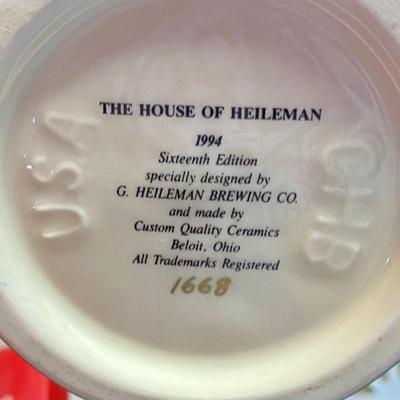 THE HOUSE OF HEILEMAN
1994
Sixteenth Edition
specially designed by
G. HEILEMAN BREWING CO.
and made by
Custom Quality Ceramics
Beloit, Ohio
All Trademarks Registered
1668
USA